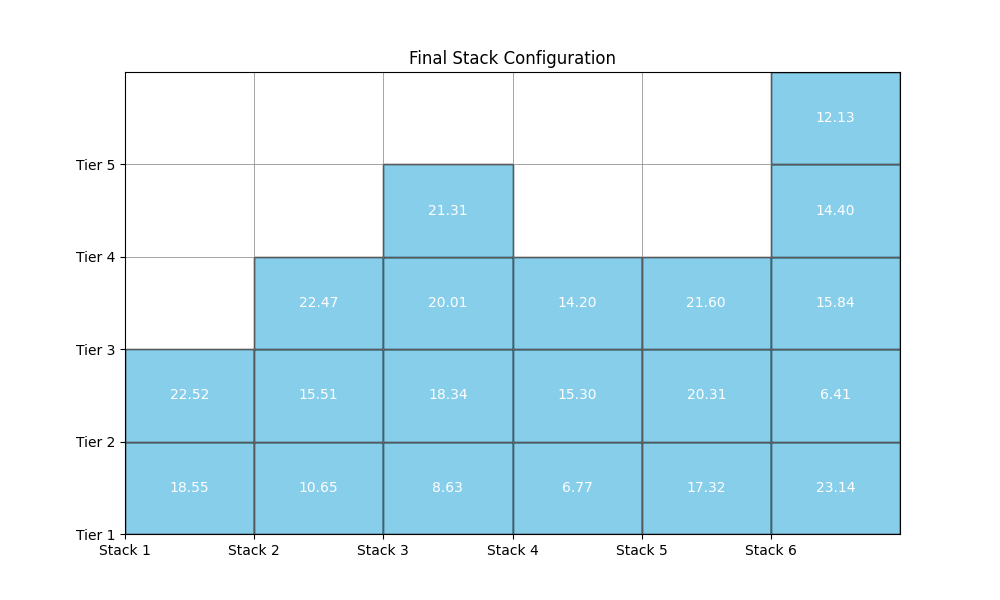 Final Stack Configuration
12.13
Tier 5
21.31 14.40
Tier 4
22.47 20.01 14.20 21.60 15.84
Tier 3
22.52 15.51 18.34 15.30 20.31 6.41
Tier 2
18.55 10.65 8.63 6.77 17.32 23.14
Tier 1
Stack 1 Stack 2 Stack 3 Stack 4 Stack 5 Stack 6